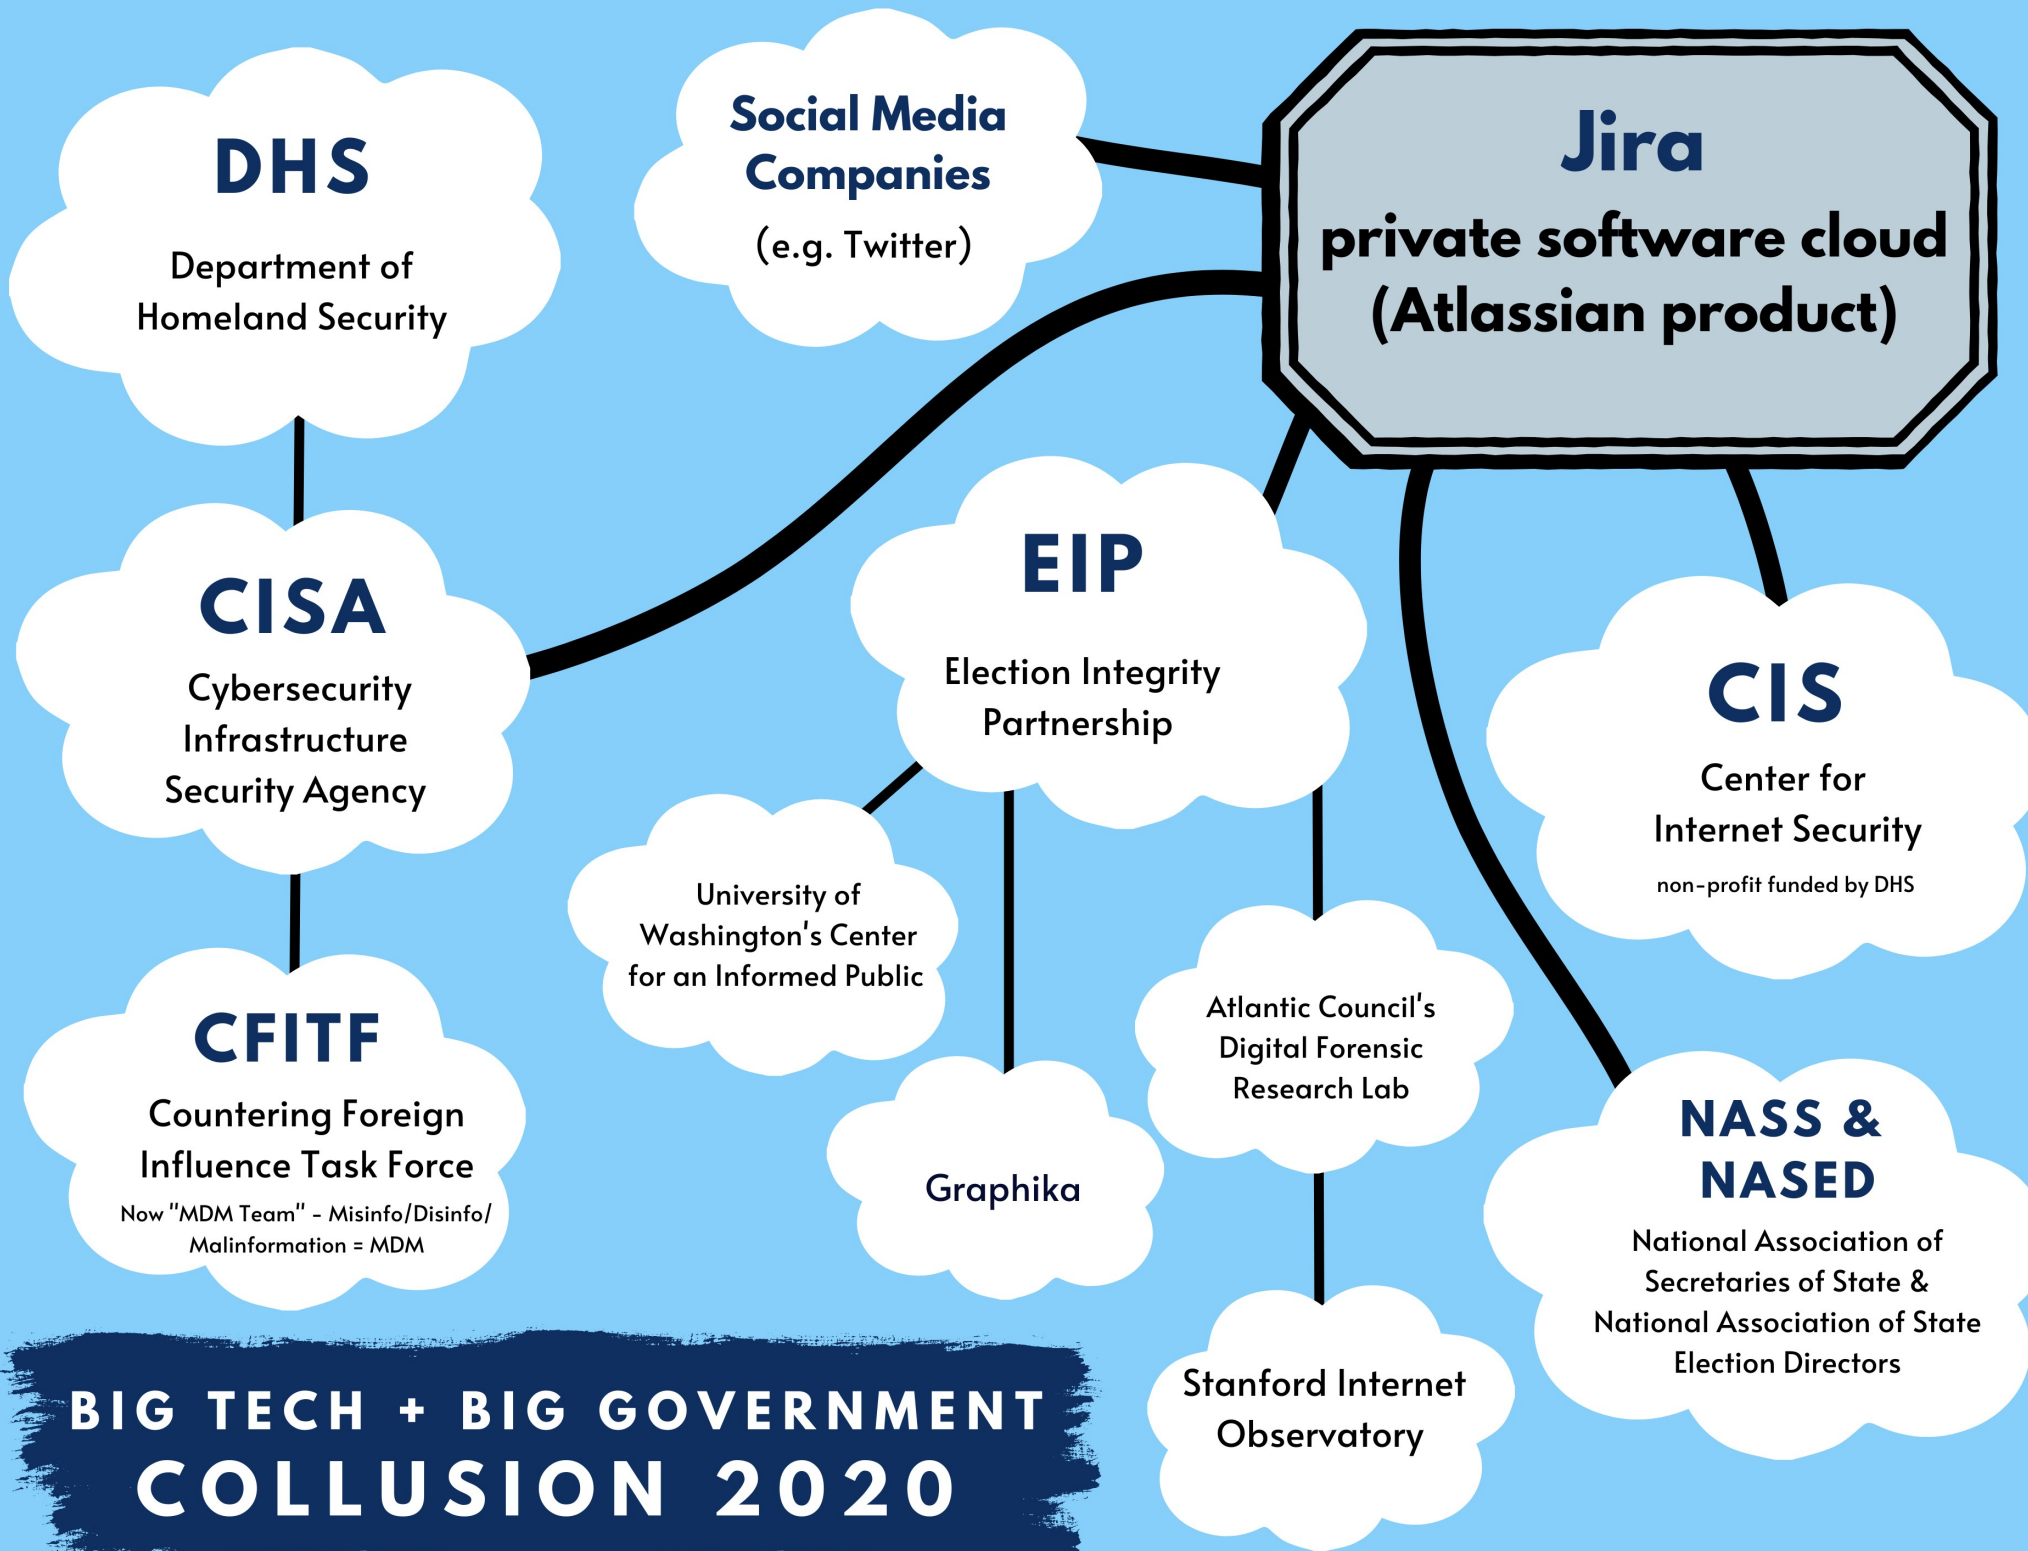 DHS
Department of
Homeland Security
Social Media
Companies
(e.g. Twitter)
Jira
private software cloud
(Atlassian product)
CISA
Cybersecurity
Infrastructure
Security Agency
EIP
Election Integrity
Partnership
CIS
Center for
Internet Security
non-profit funded by DHS
University of
Washington's Center
for an Informed Public
Atlantic Council's
Digital Forensic
Research Lab
CFITF
Countering Foreign
Influence Task Force
Now "MDM Team" - Misinfo/Disinfo/
Malinformation = MDM
Graphika
NASS &
NASED
National Association of
Secretaries of State &
National Association of State
Election Directors
Stanford Internet
Observatory
BIG TECH + BIG GOVERNMENT
COLLUSION 2020